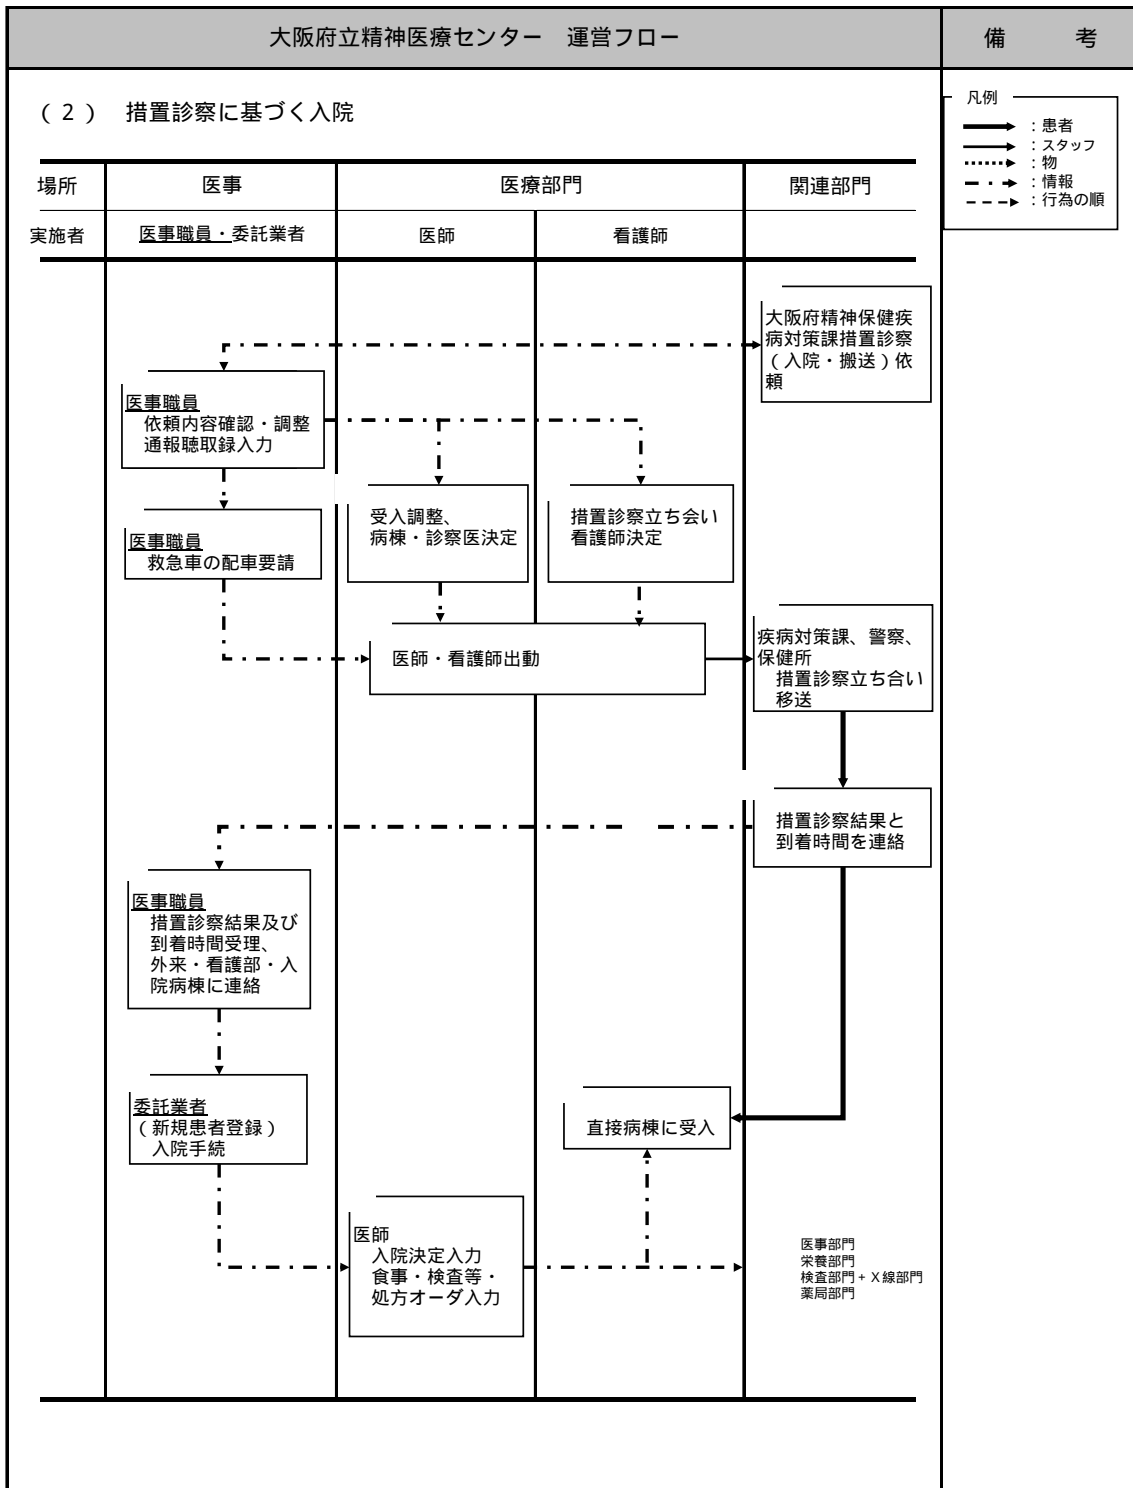 大阪府立精神医療センター　運営フロー
備　　考
（２）　措置診察に基づく入院
凡例
：患者
：スタッフ
：物
：情報
：行為の順
場所
医事
医療部門
関連部門
実施者
医事職員・委託業者
医師
看護師
大阪府精神保健疾
病対策課措置診察
（入院・搬送）依
頼
医事職員
依頼内容確認・調整
通報聴取録入力
受入調整、
病棟・診察医決定
措置診察立ち会い
看護師決定
医事職員
救急車の配車要請
医師・看護師出動
疾病対策課、警察、
保健所
措置診察立ち合い
移送
措置診察結果と
到着時間を連絡
医事職員
措置診察結果及び
到着時間受理、
外来・看護部・入
院病棟に連絡
委託業者
（新規患者登録）
入院手続
直接病棟に受入
医師
入院決定入力
食事・検査等・
処方オーダ入力
医事部門
栄養部門
検査部門＋Ｘ線部門
薬局部門